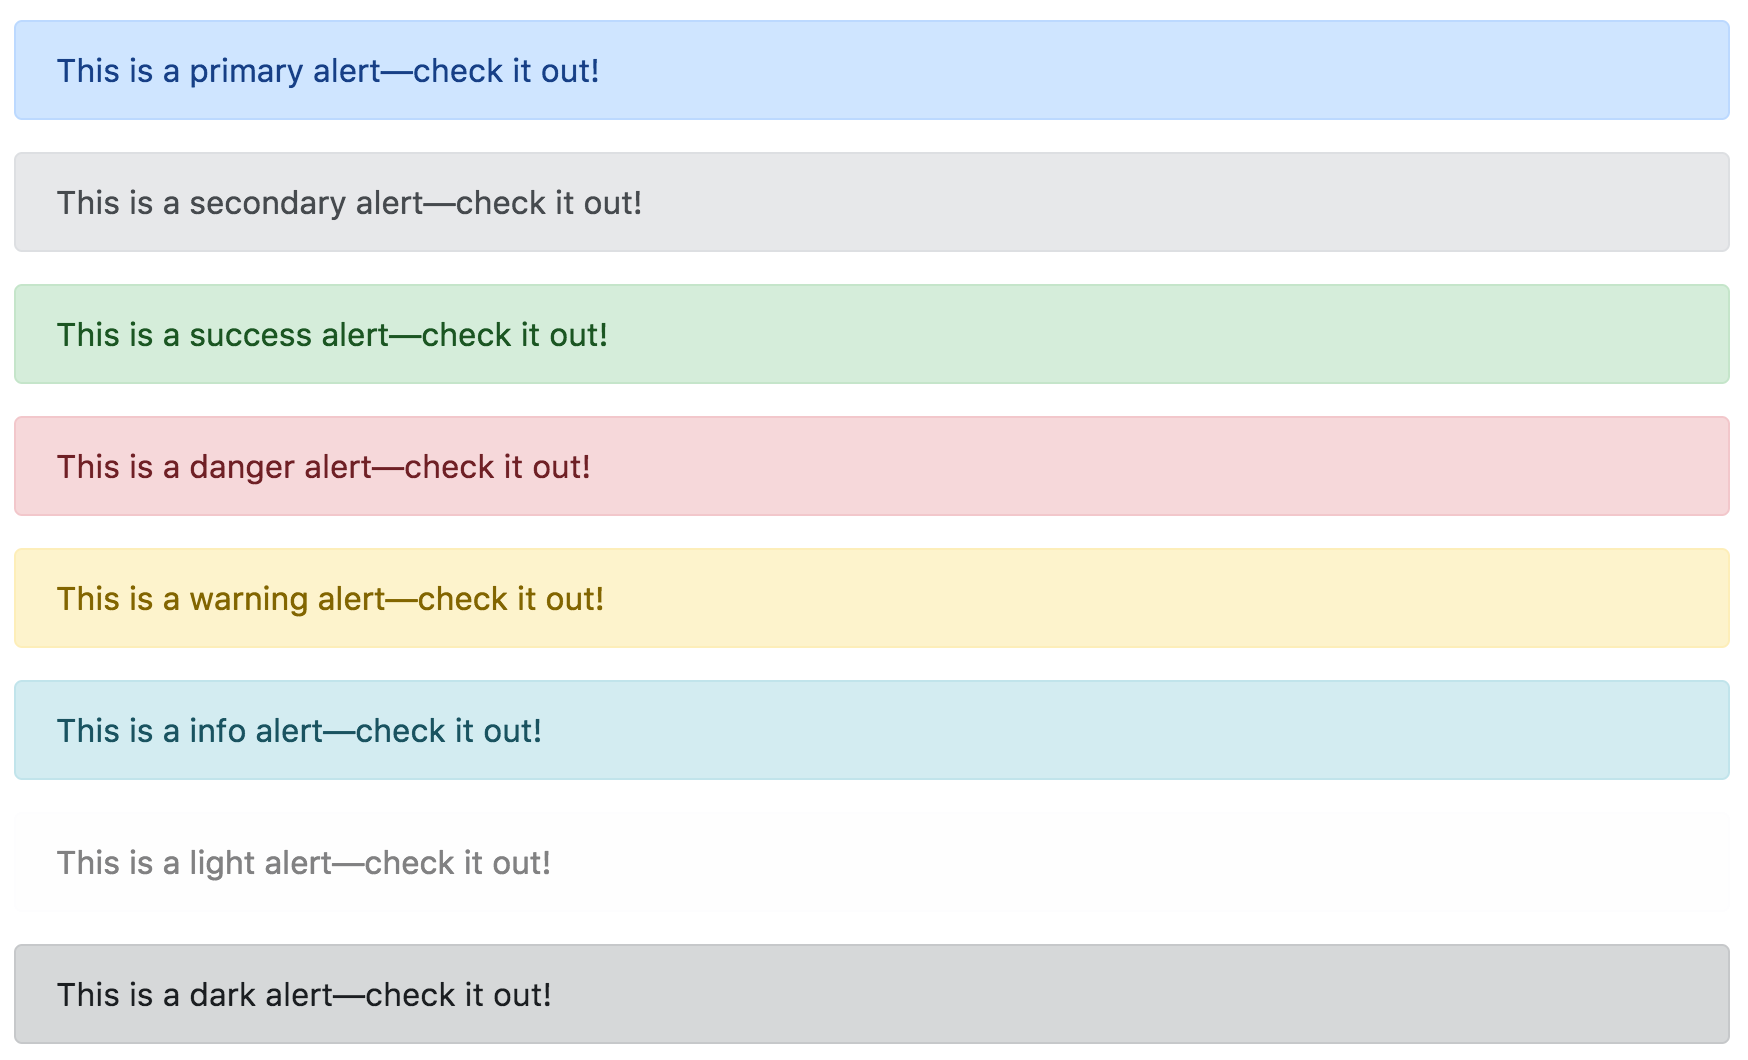 This is a primary alert—check it out!
This is a secondary alert—check it out!
This is a success alert—check it out!
This is a danger alert—check it out!
This is a warning alert—check it out!
This is a info alert—check it out!
This is a light alert—check it out!
This is a dark alert—check it out!